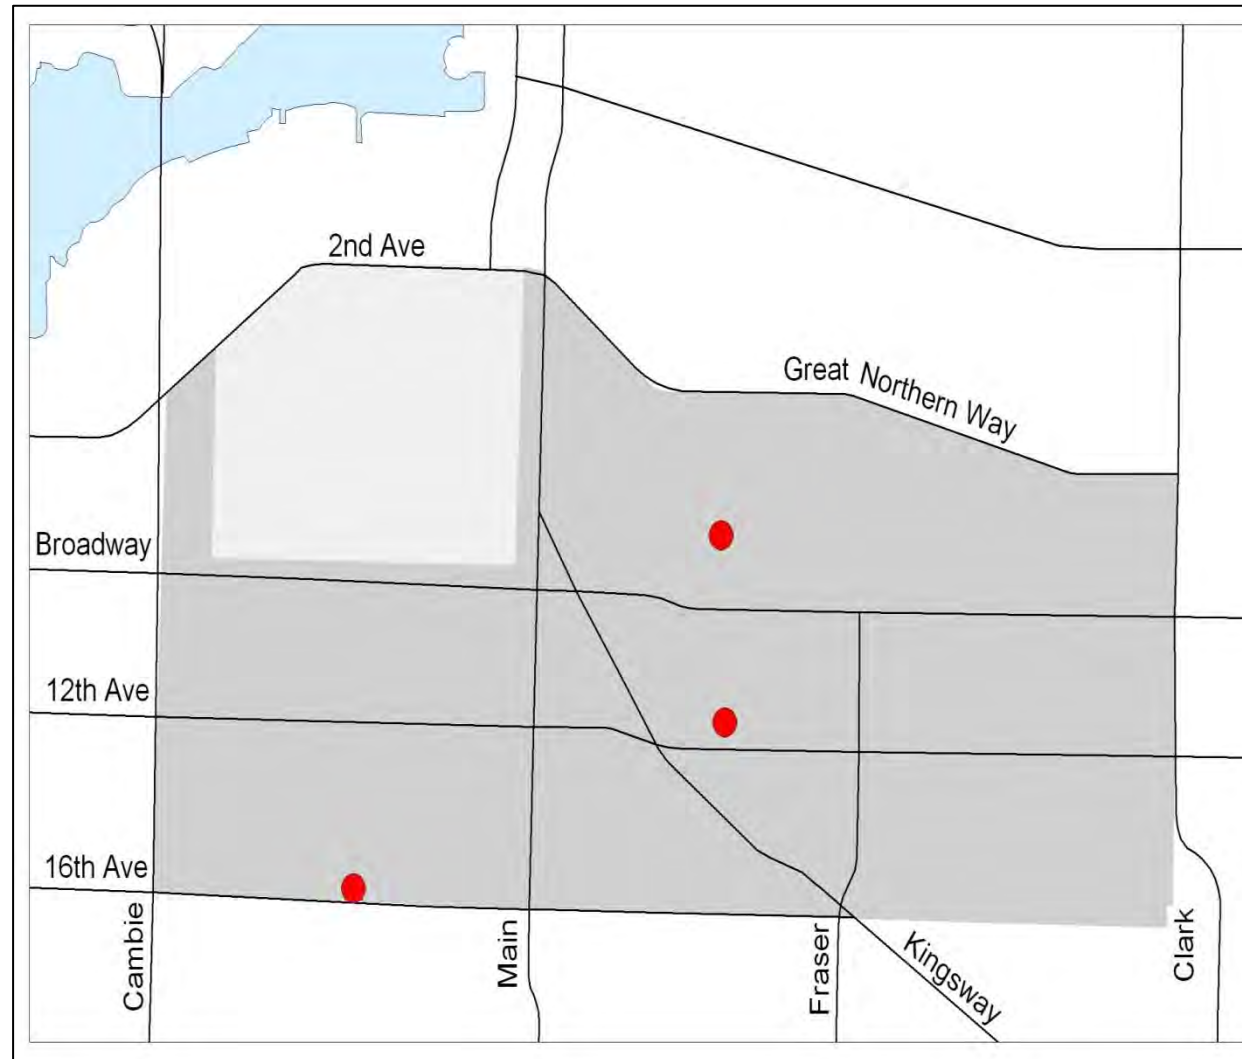 2nd Ave
Great Northern Way
Broadway
12th Ave
16th Ave
Cambie
Main
Fraser
Kingsway
Clark